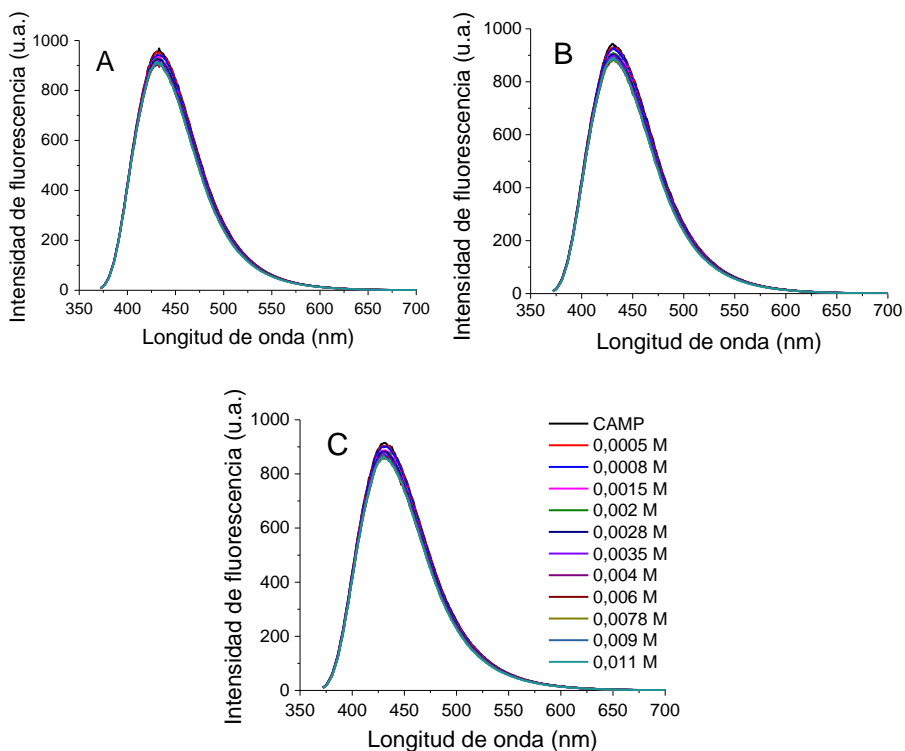 A
Intensidad de fluorescencia (u.a.)
1000
800
600
400
200
0
350 400 450 500 550 600 650 700
Longitud de onda (nm)
B
Intensidad de fluorescencia (u.a.)
1000
800
600
400
200
0
350 400 450 500 550 600 650 700
Longitud de onda (nm)
C
Intensidad de fluorescencia (u.a.)
1000
800
600
400
200
0
350 400 450 500 550 600 650 700
Longitud de onda (nm)
CAMP
0,0005 M
0,0008 M
0,0015 M
0,002 M
0,0028 M
0,0035 M
0,004 M
0,006 M
0,0078 M
0,009 M
0,011 M